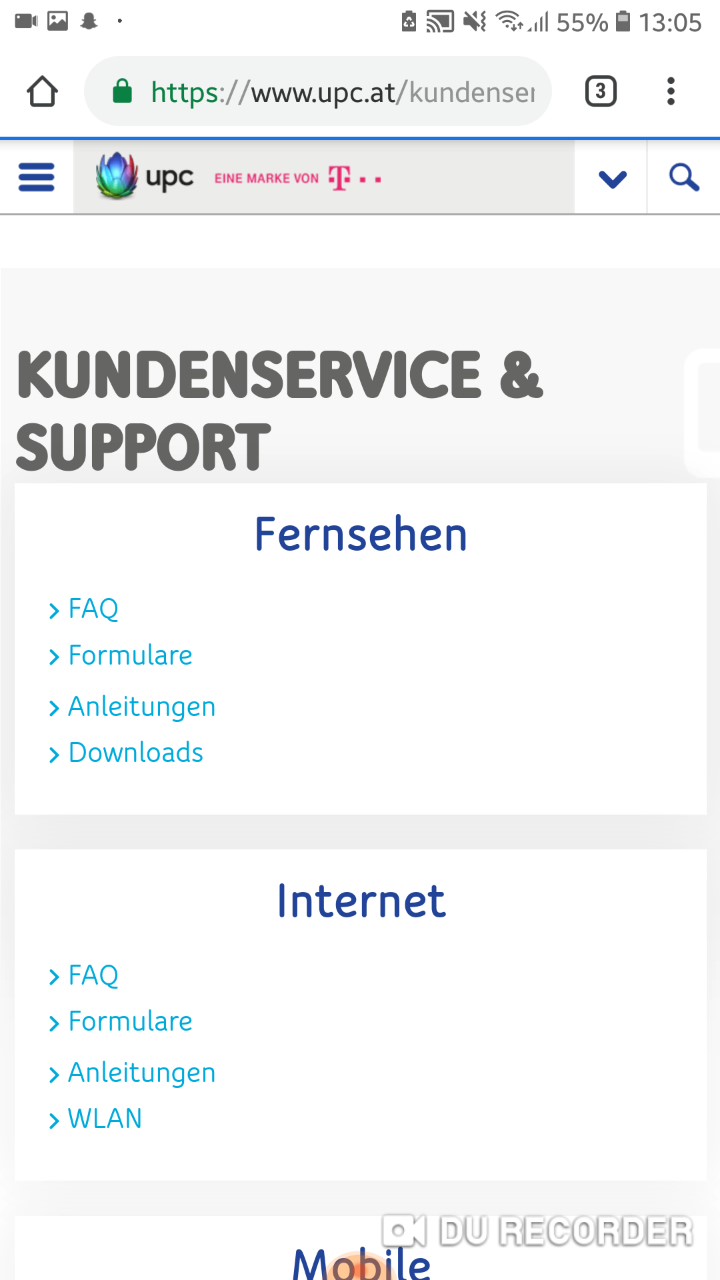 55% 13:05
https://www.upc.at/kundenser
3
upc EINE MARKE VON T
KUNDENSERVICE &
SUPPORT
Fernsehen
> FAQ
> Formulare
> Anleitungen
> Downloads
Internet
> FAQ
> Formulare
> Anleitungen
> WLAN
DU RECORDER
Mobile